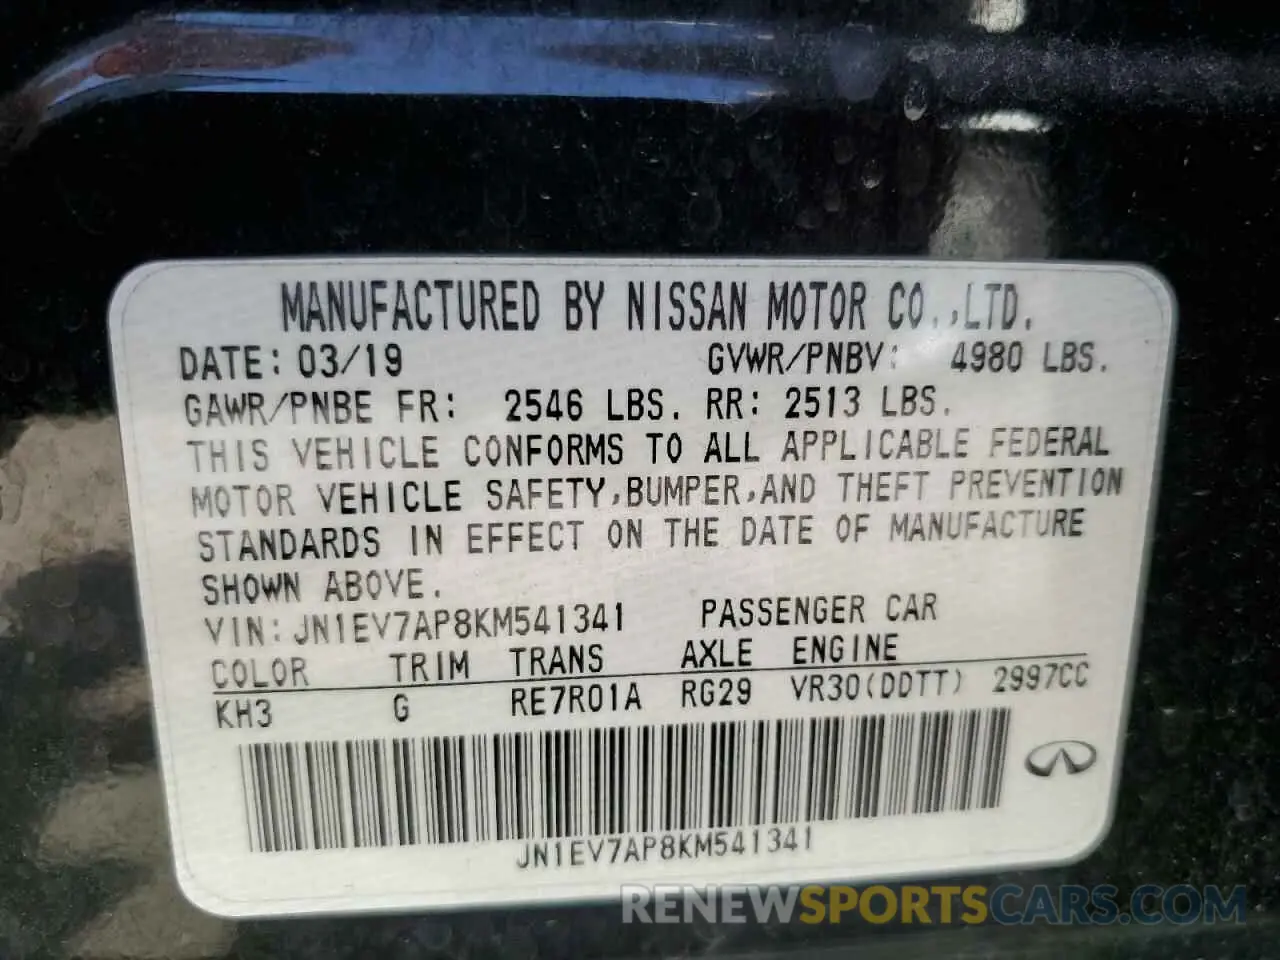 MANUFACTURED BY NISSAN MOTOR CO.,LTD.
DATE: 03/19 GVWR/PNBV: 4980 LBS.
GAWR/PNBE FR: 2546 LBS. RR: 2513 LBS.
THIS VEHICLE CONFORMS TO ALL APPLICABLE FEDERAL
MOTOR VEHICLE SAFETY,BUMPER,AND THEFT PREVENTION
STANDARDS IN EFFECT ON THE DATE OF MANUFACTURE
SHOWN ABOVE.
VIN:JN1EV7AP8KM541341 PASSENGER CAR
COLOR TRIM TRANS AXLE ENGINE
KH3 G RE7R01A RG29 VR30(DDTT) 2997CC
JN1EV7AP8KM541341
RENEWSPORTSCARS.COM